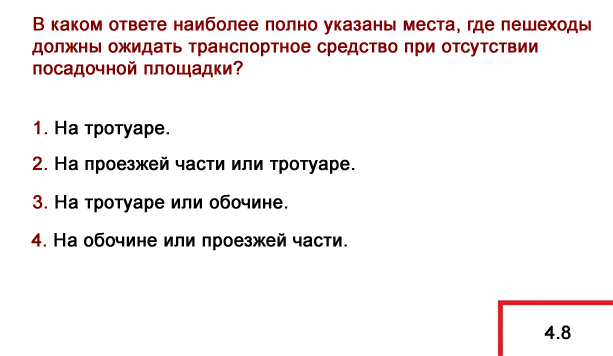 В каком ответе наиболее полно указаны места, где пешеходы
должны ожидать транспортное средство при отсутствии
посадочной площадки?
1. На тротуаре.
2. На проезжей части или тротуаре.
3. На тротуаре или обочине.
4. На обочине или проезжей части.
4.8